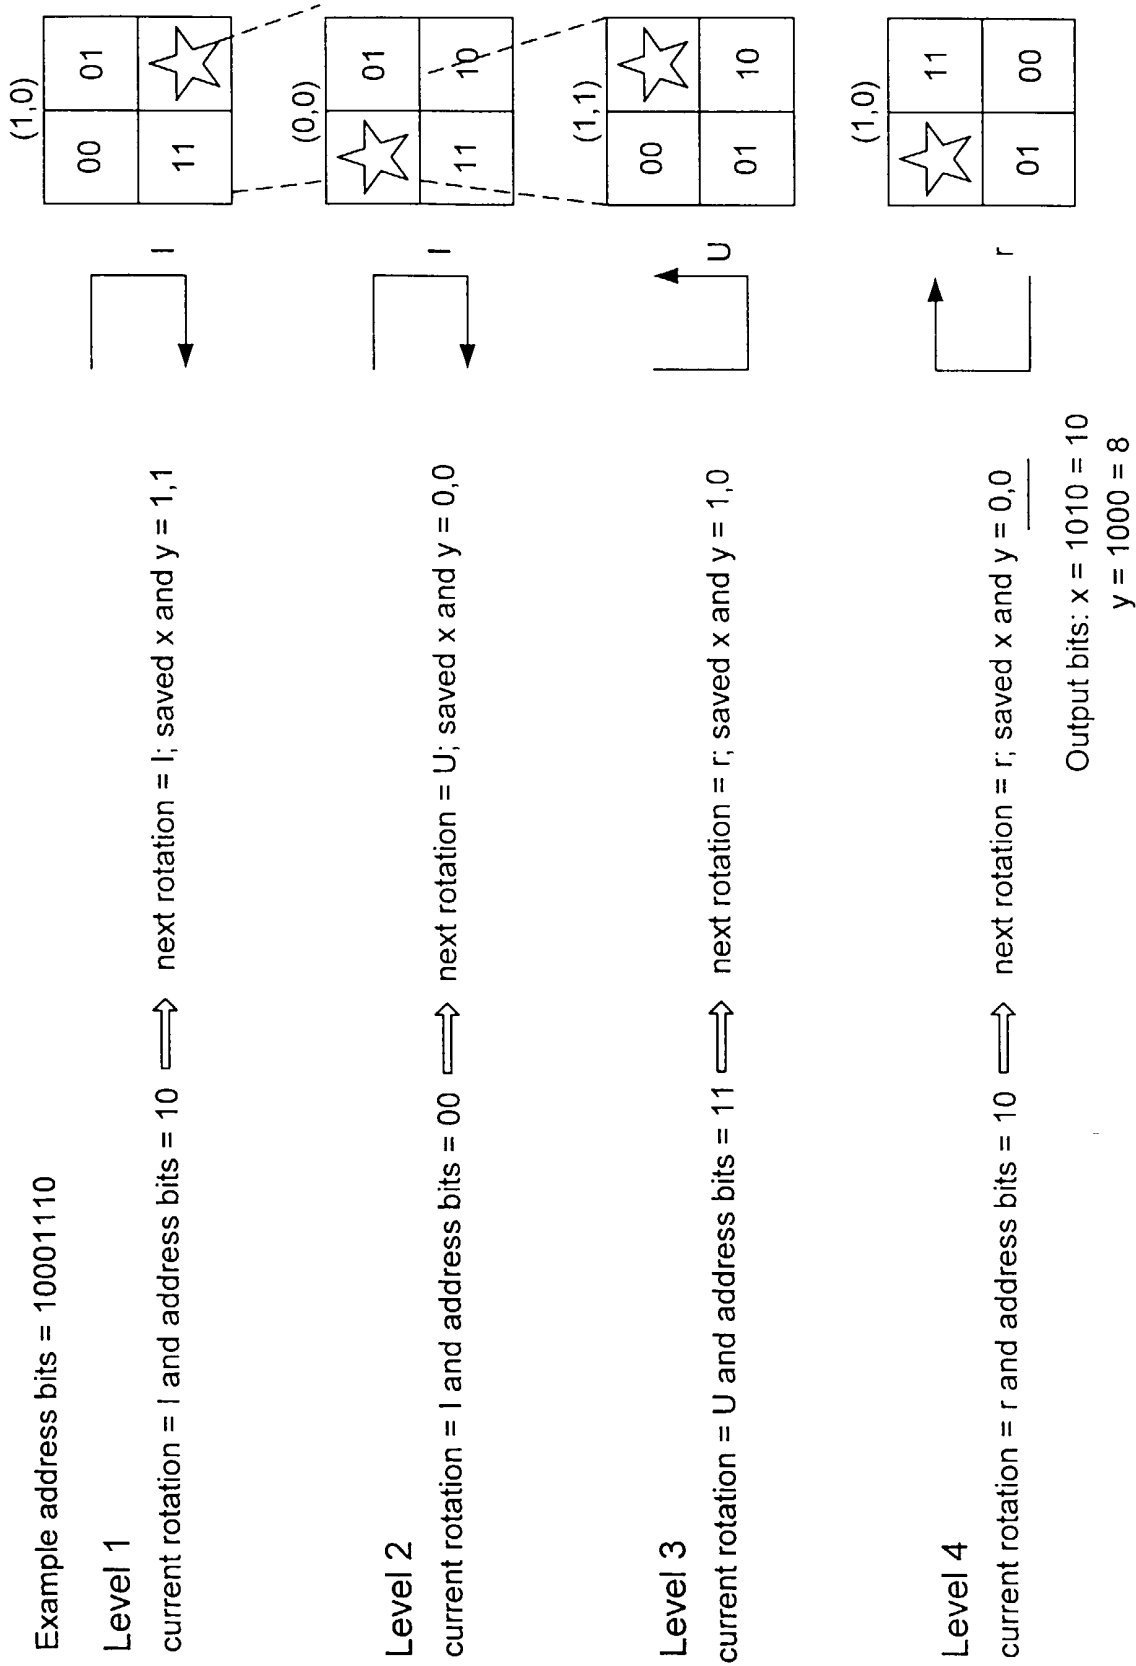 Example address bits = 10001110
Level 1
current rotation = l and address bits = 10
next rotation = l; saved x and y = 1,1
l
(1,0)
00
01
11
Level 2
current rotation = l and address bits = 00
next rotation = U; saved x and y = 0,0
l
(0,0)
01
11
10
Level 3
current rotation = U and address bits = 11
next rotation = r; saved x and y = 1,0
U
(1,1)
00
01
10
Level 4
current rotation = r and address bits = 10
next rotation = r; saved x and y = 0,0
r
(1,0)
11
01
00
Output bits: x = 1010 = 10
y = 1000 = 8